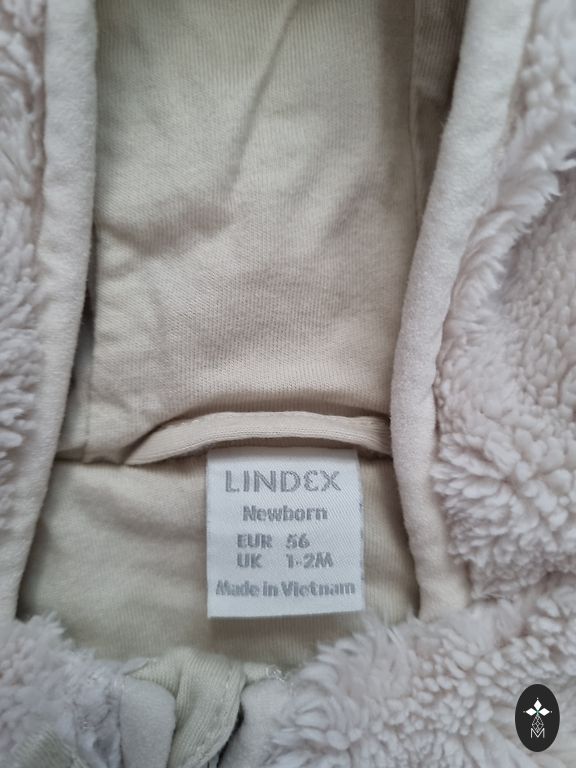 LINDEX
Newborn
EUR 56
UK 1-2M
Made in Vietnam